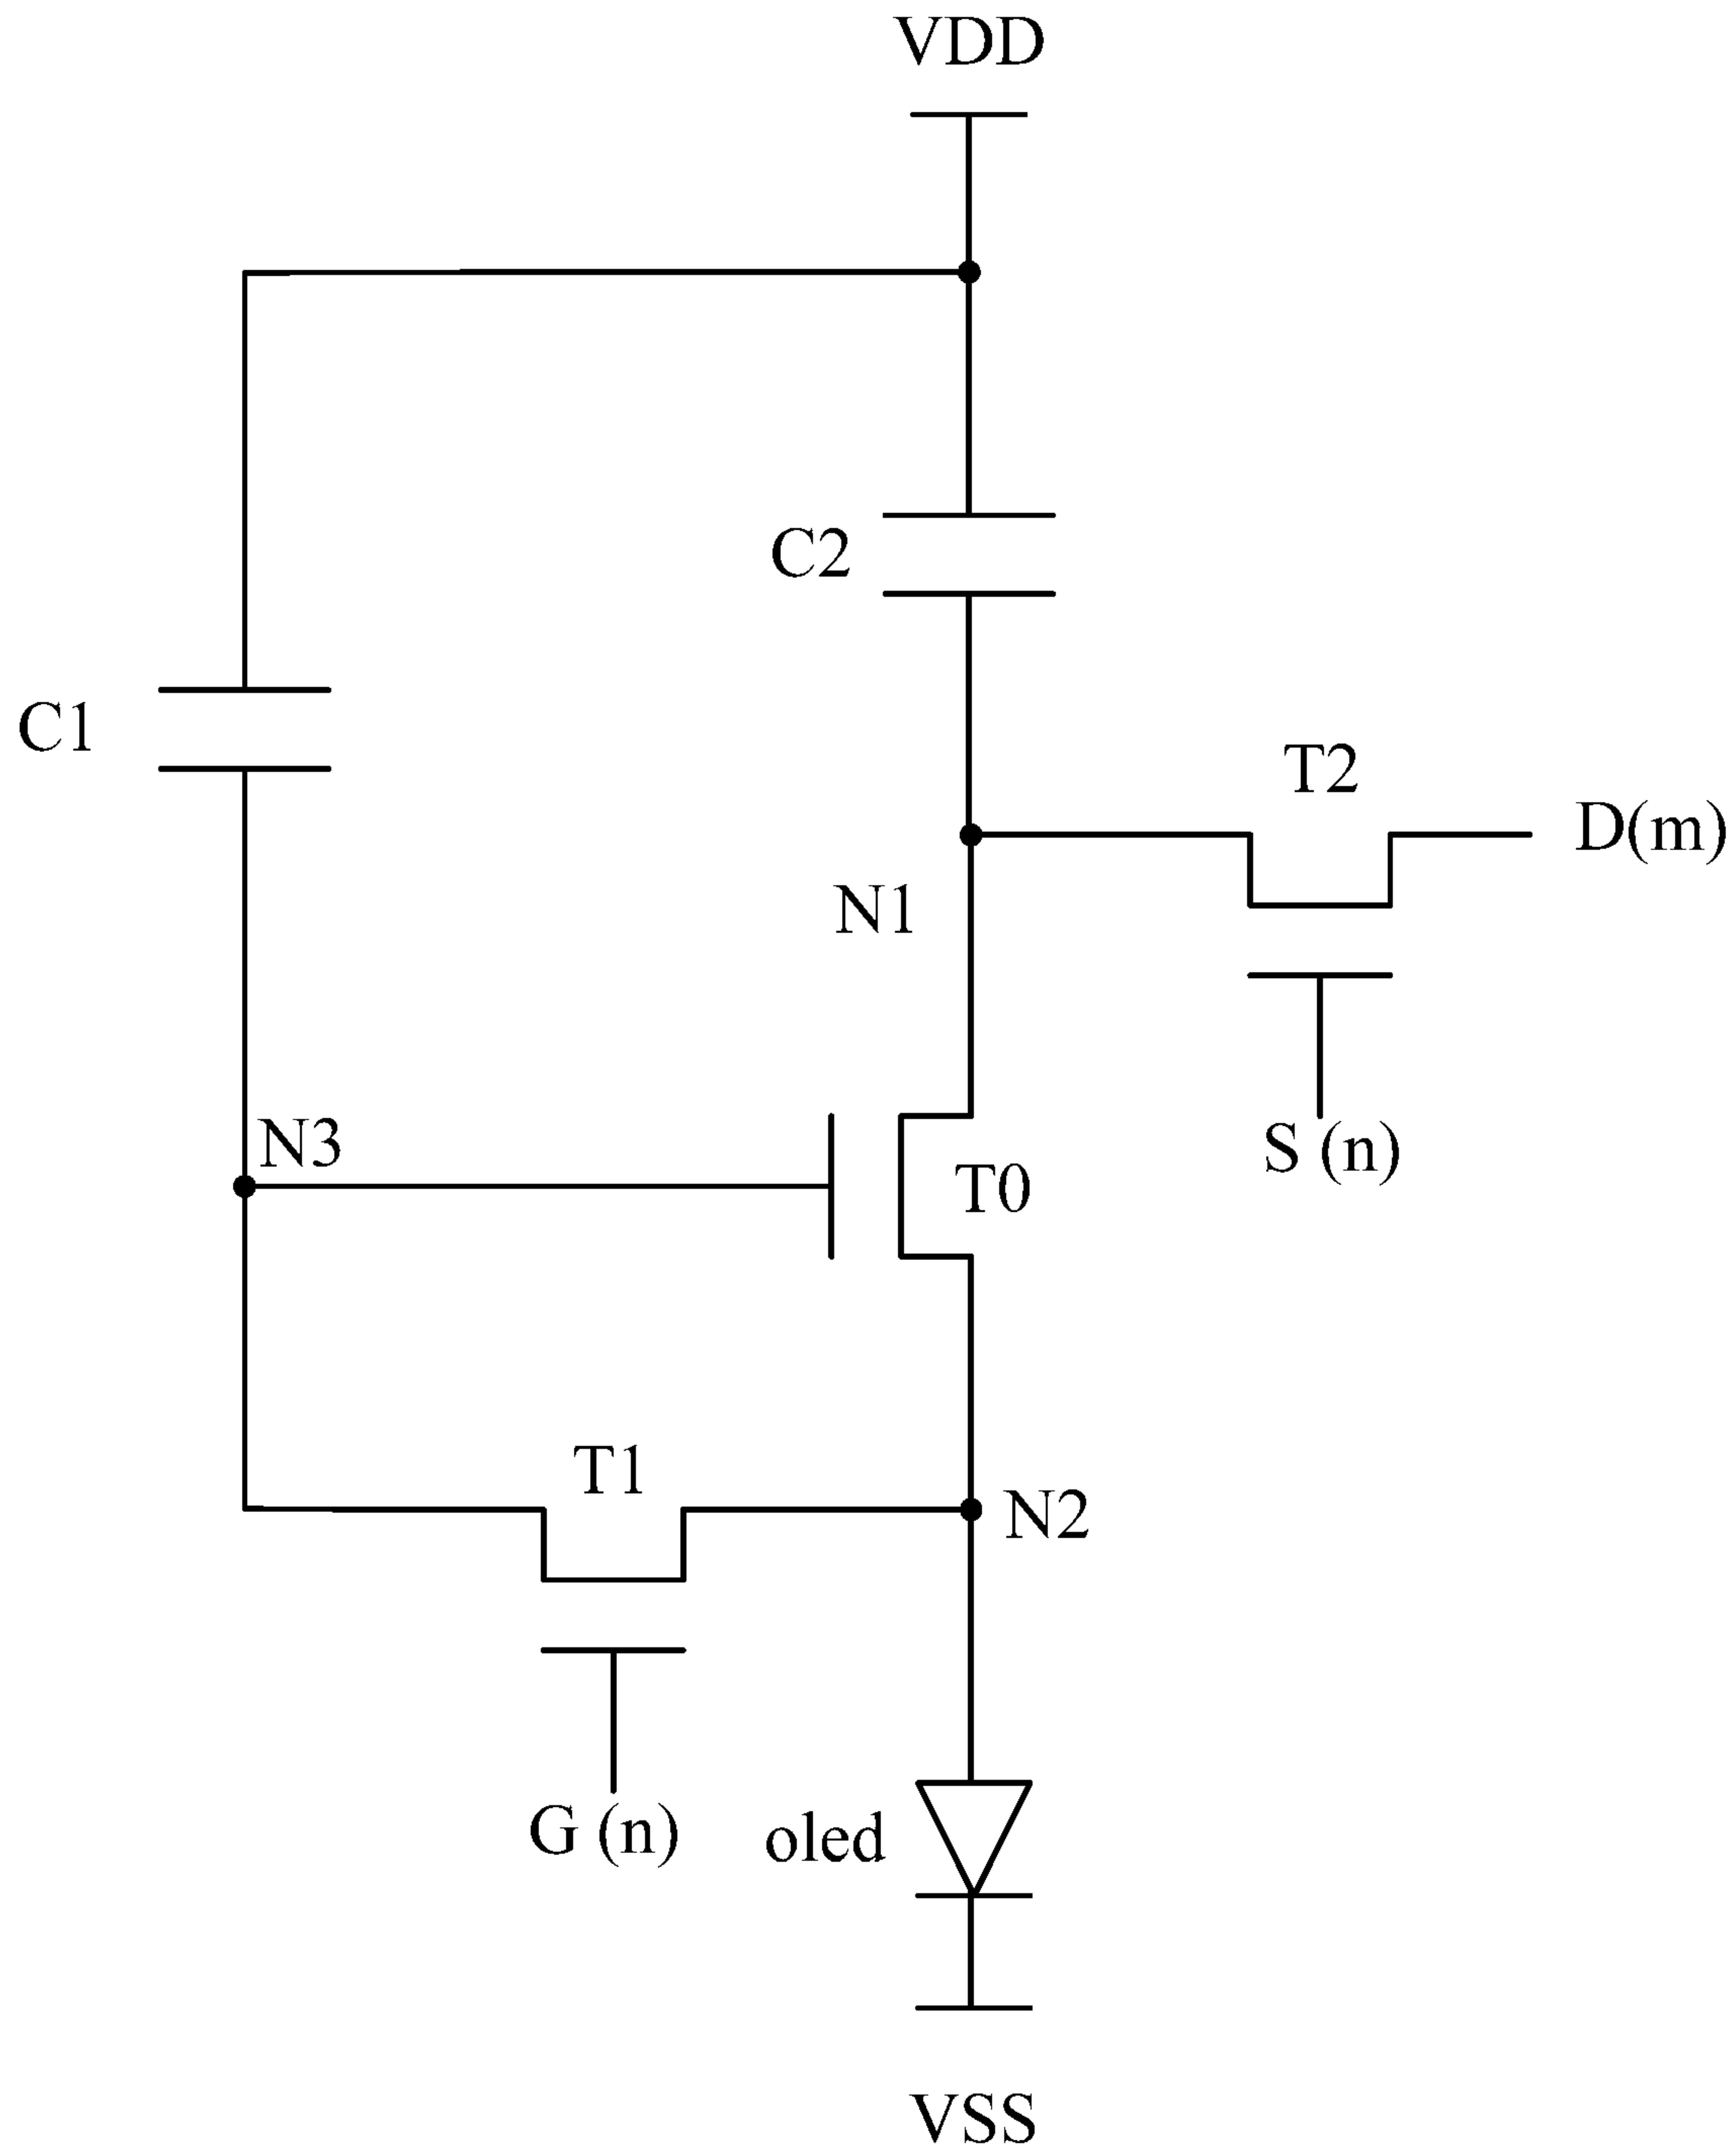 VDD
C2
C1
T2
D(m)
N1
N3
S (n)
T0
T1
N2
G (n)
oled
VSS